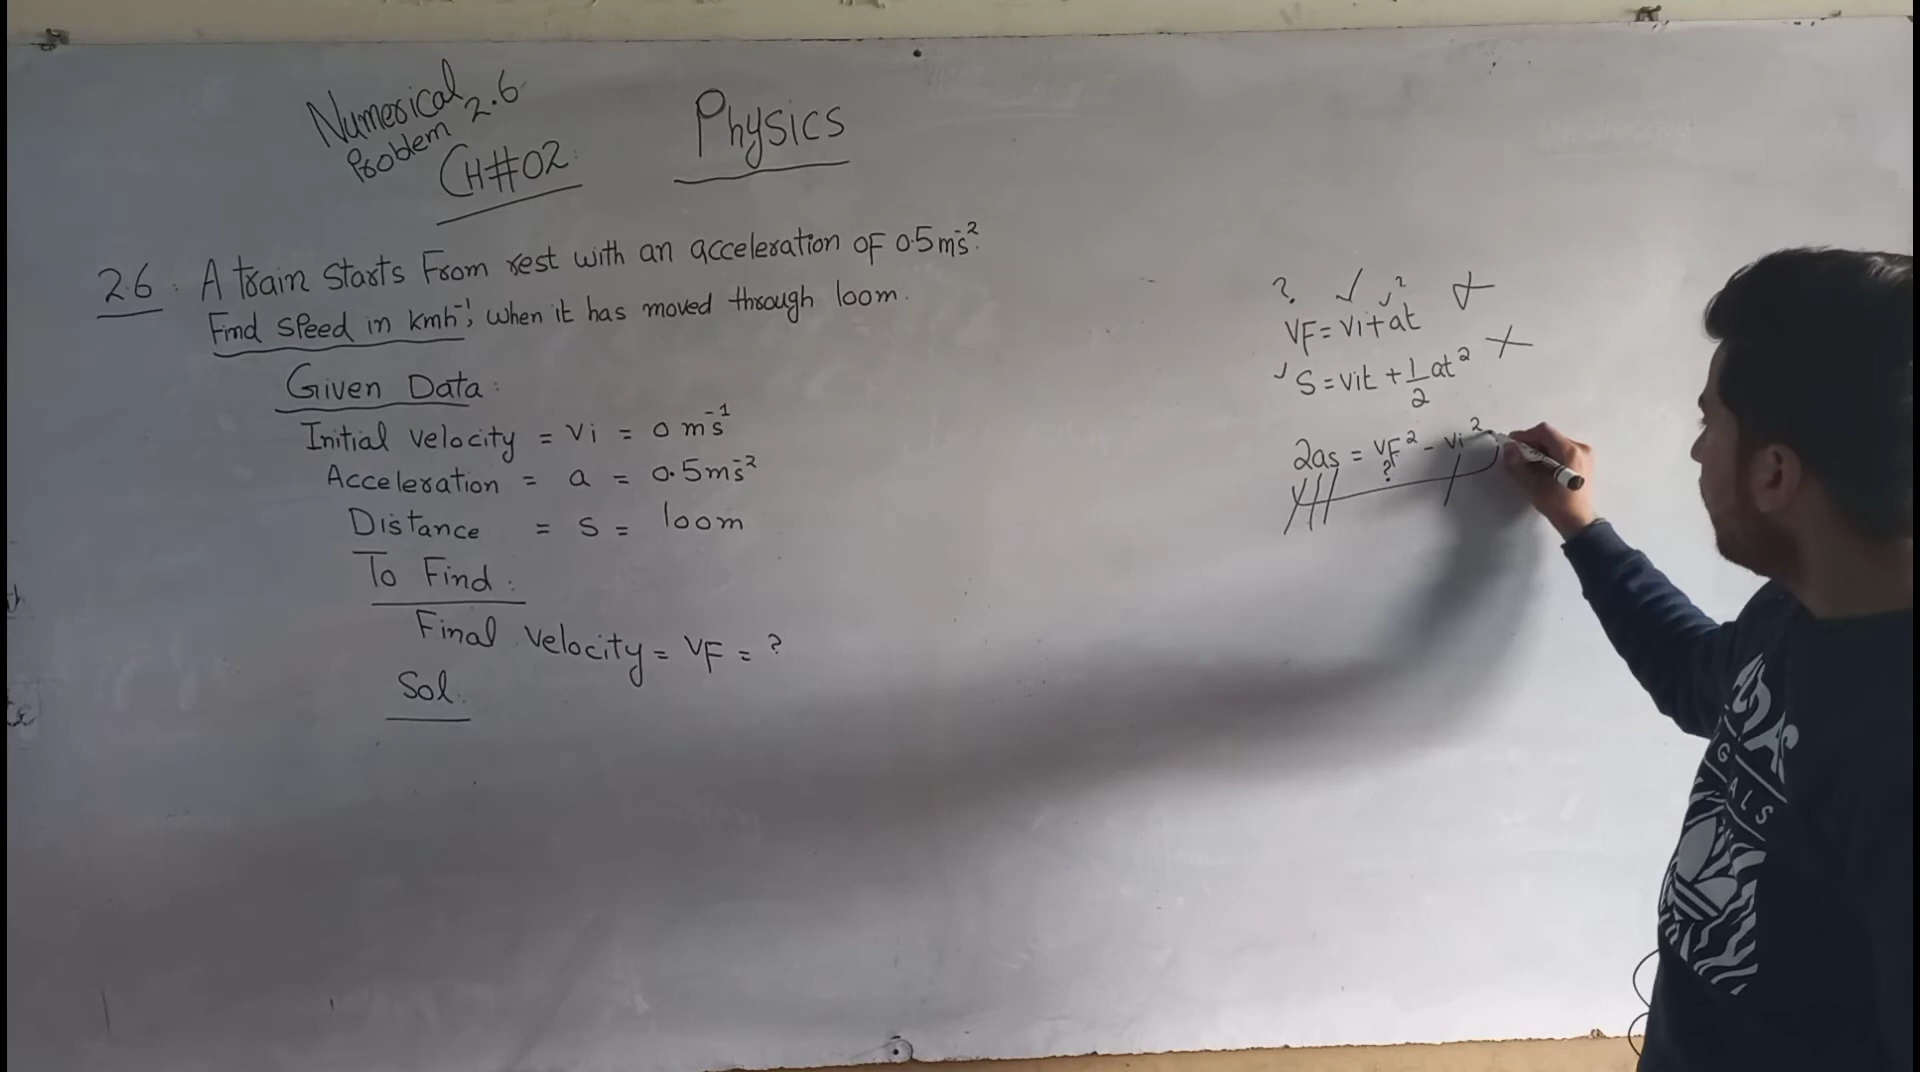 Numerical
Problem 2.6
CH#02
Physics
2.6: A train starts From rest with an acceleration of 0.5ms⁻².
Find speed in kmh⁻¹, when it has moved through 100m.
Given Data:
Initial velocity = Vi = 0 ms⁻¹
Acceleration = a = 0.5ms⁻²
Distance = S = 100m
To Find:
Final velocity = VF = ?
Sol.
? ✓ ✓ ?
VF = Vi + at
✓ S = Vit + 1/2 at² ×
2as = VF² - Vi²
?
GALS